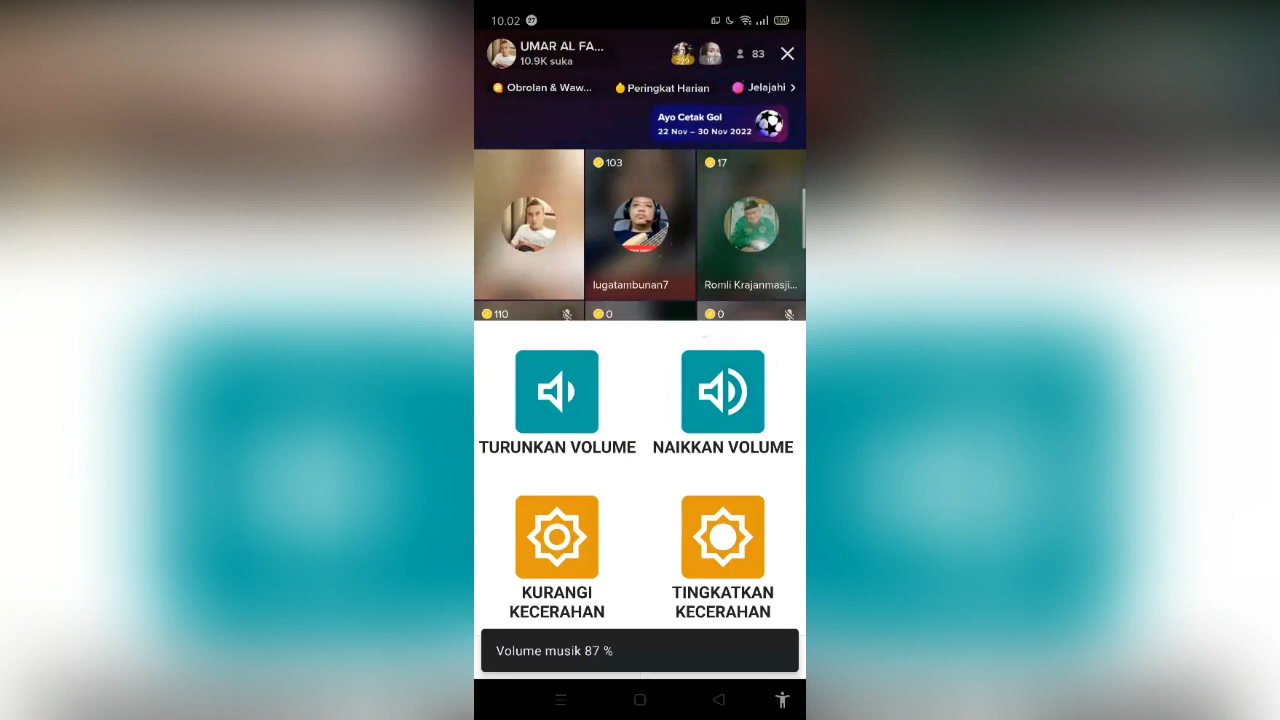 10.02 27 100
UMAR AL FA...
10.9K suka
83
Obrolan & Waw... Peringkat Harian Jelajahi
Ayo Cetak Gol
22 Nov – 30 Nov 2022
103 17
lugatambunan7 Romli Krajanmasji...
110 0 0
TURUNKAN VOLUME NAIKKAN VOLUME
KURANGI
KECERAHAN
TINGKATKAN
KECERAHAN
Volume musik 87 %